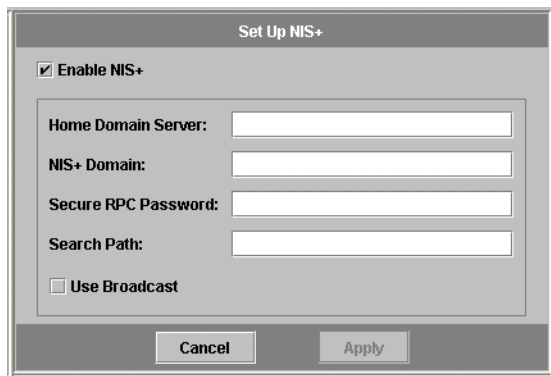 Set Up NIS+
Enable NIS+
Home Domain Server:
NIS+ Domain:
Secure RPC Password:
Search Path:
Use Broadcast
Cancel Apply